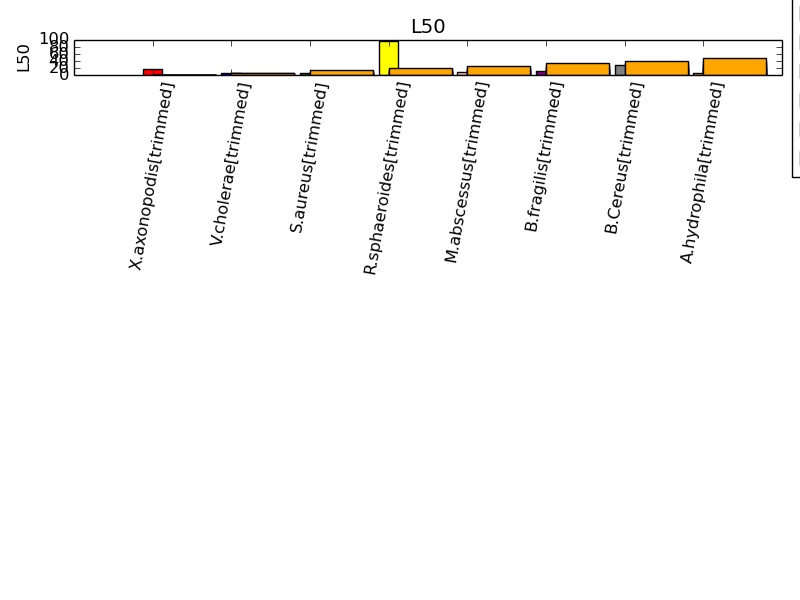 L50
L50
100
80
60
40
20
0
X.axonopodis[trimmed]
V.cholerae[trimmed]
S.aureus[trimmed]
R.sphaeroides[trimmed]
M.abscessus[trimmed]
B.fragilis[trimmed]
B.Cereus[trimmed]
A.hydrophila[trimmed]